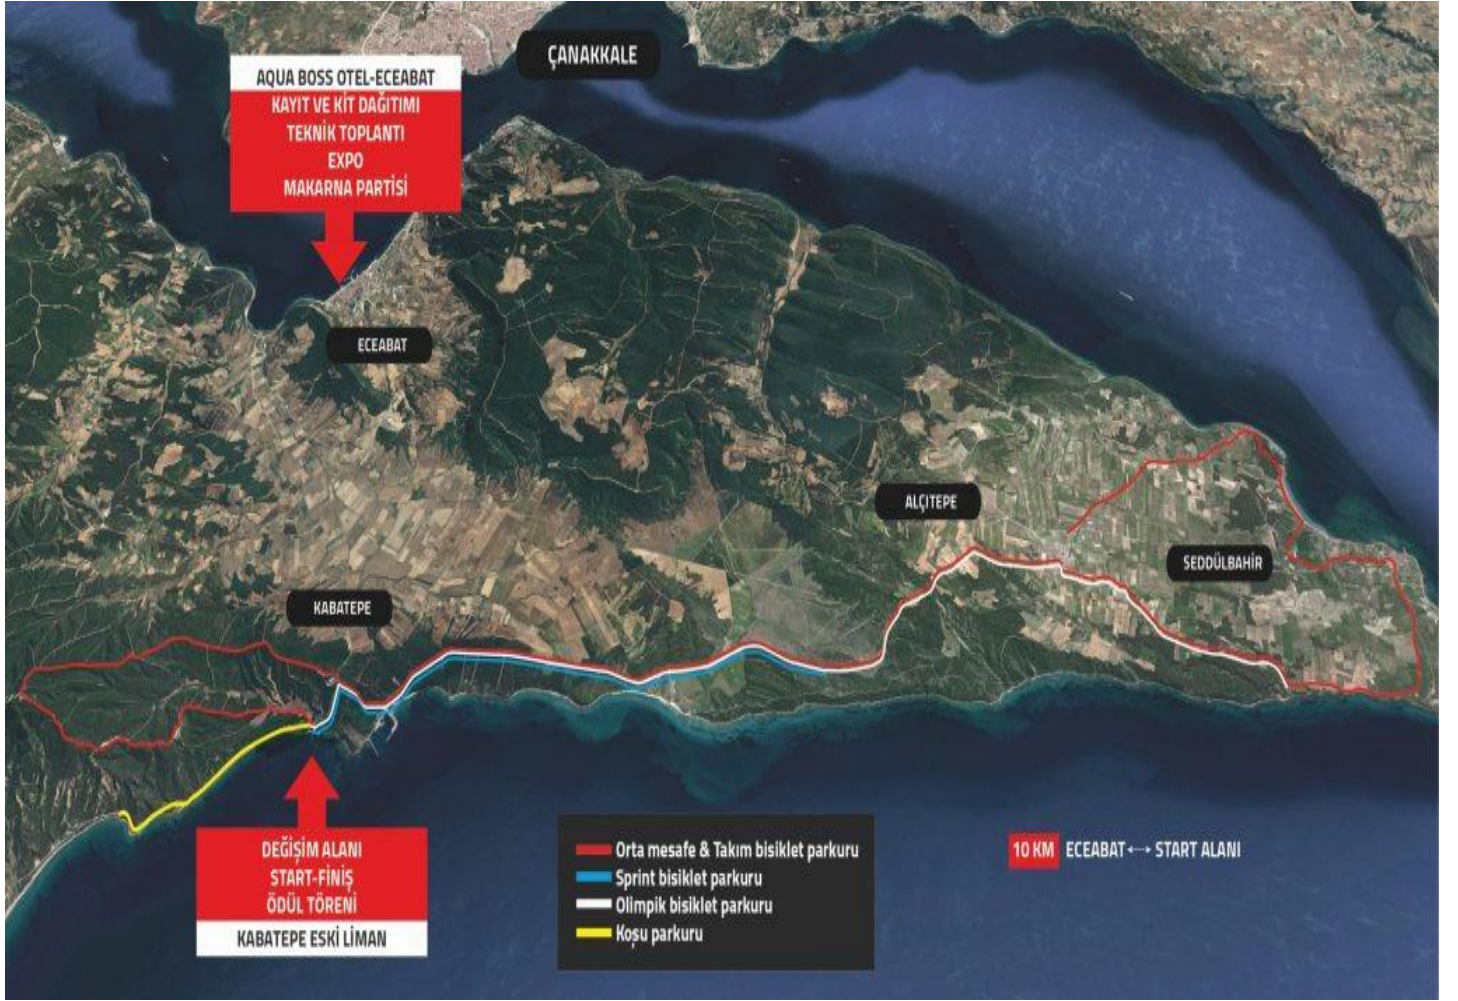 ÇANAKKALE
AQUA BOSS OTEL-ECEABAT
KAYIT VE KİT DAĞITIMI
TEKNİK TOPLANTI
EXPO
MAKARNA PARTİSİ
ECEABAT
ALÇITEPE
SEDDÜLBAHİR
KABATEPE
DEĞİŞİM ALANI
START-FİNİŞ
ÖDÜL TÖRENİ
KABATEPE ESKİ LİMAN
Orta mesafe & Takım bisiklet parkuru
Sprint bisiklet parkuru
Olimpik bisiklet parkuru
Koşu parkuru
10 KM ECEABAT ←→ START ALANI